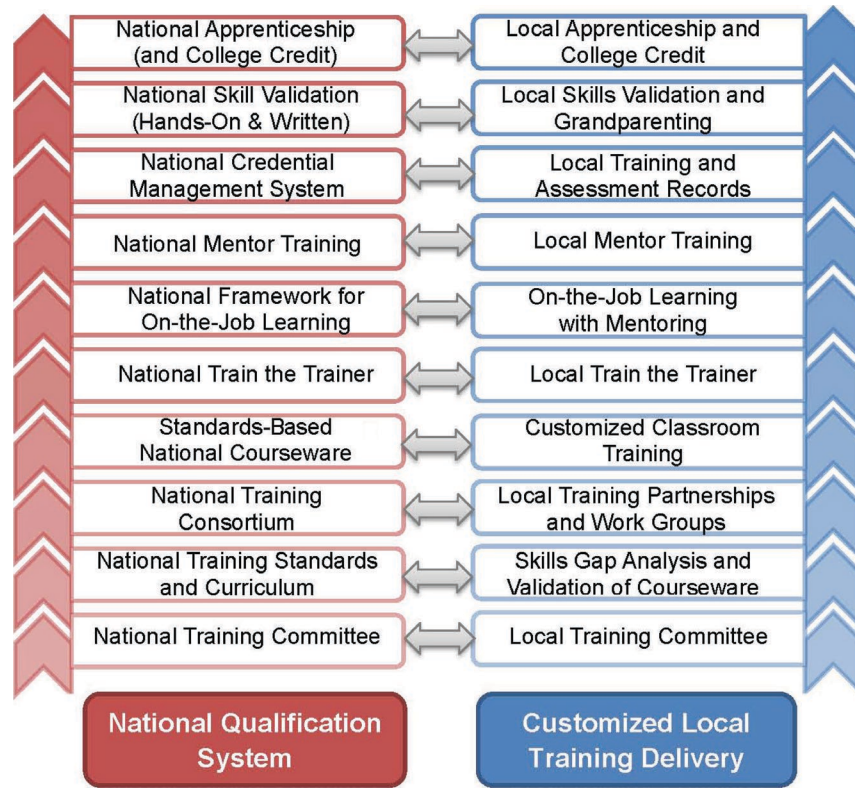 National Apprenticeship
(and College Credit)
Local Apprenticeship and
College Credit
National Skill Validation
(Hands-On & Written)
Local Skills Validation and
Grandparenting
National Credential
Management System
Local Training and
Assessment Records
National Mentor Training
Local Mentor Training
National Framework for
On-the-Job Learning
On-the-Job Learning
with Mentoring
National Train the Trainer
Local Train the Trainer
Standards-Based
National Courseware
Customized Classroom
Training
National Training
Consortium
Local Training Partnerships
and Work Groups
National Training Standards
and Curriculum
Skills Gap Analysis and
Validation of Courseware
National Training Committee
Local Training Committee
National Qualification
System
Customized Local
Training Delivery